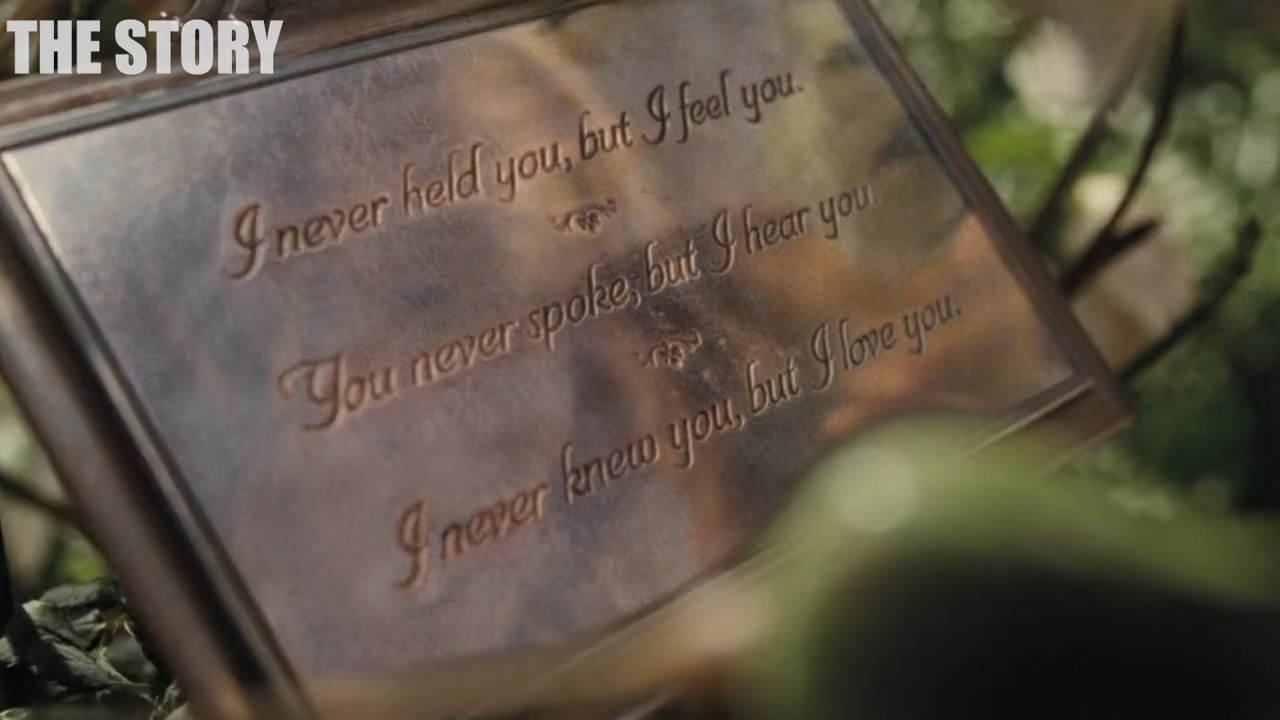 THE STORY
I never held you, but I feel you.
You never spoke, but I hear you.
I never knew you, but I love you.